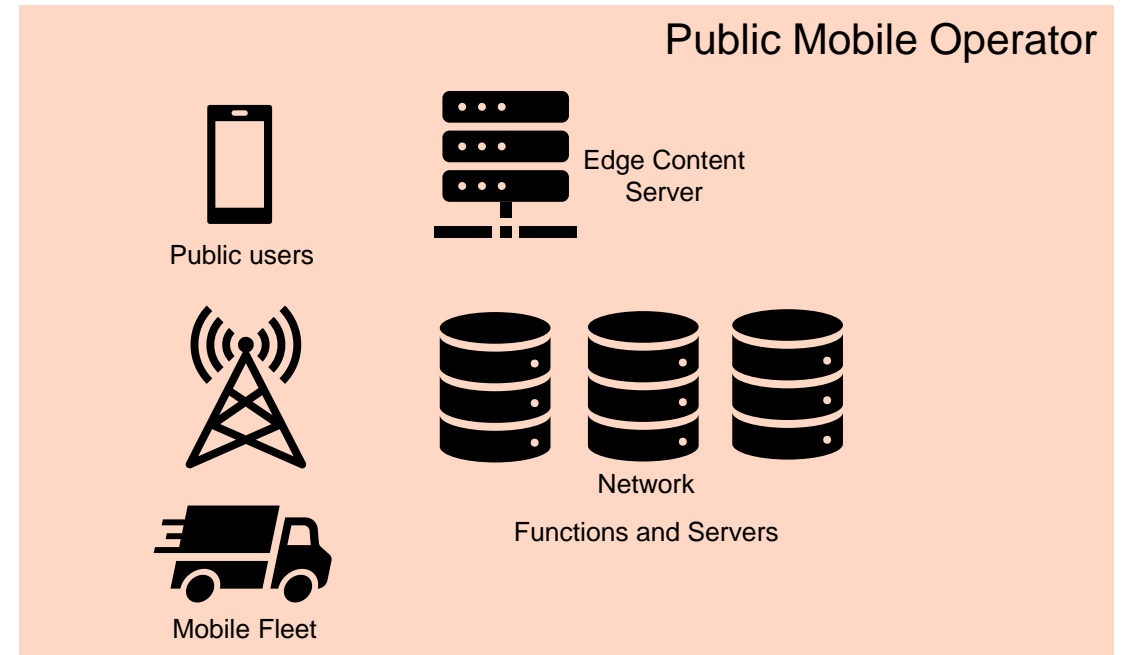 Public Mobile Operator
Edge Content
Server
Public users
Network
Functions and Servers
Mobile Fleet